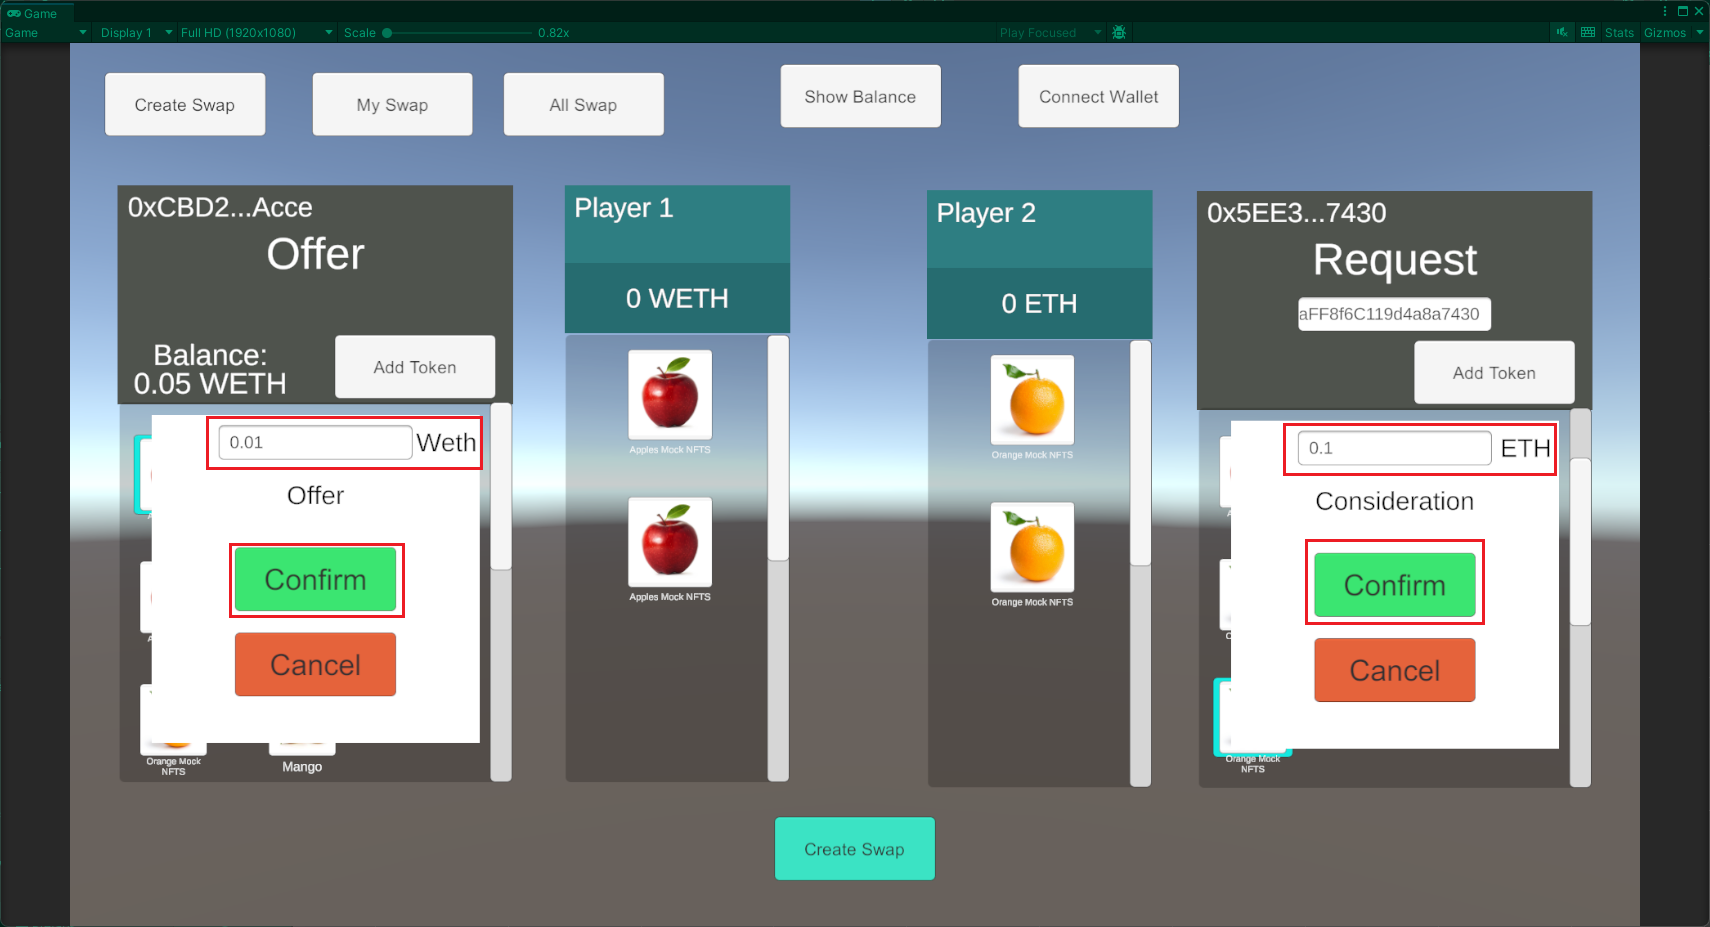 Game
Game
Display 1
Full HD (1920x1080)
Scale
0.82x
Play Focused
Stats
Gizmos
Create Swap
My Swap
All Swap
Show Balance
Connect Wallet
0xCBD2...Acce
Offer
Balance:
0.05 WETH
Add Token
0.01
Weth
Offer
Confirm
Cancel
Orange Mock
NFTS
Mango
Player 1
0 WETH
Apples Mock NFTS
Apples Mock NFTS
Player 2
0 ETH
Orange Mock NFTS
Orange Mock NFTS
0x5EE3...7430
Request
aFF8f6C119d4a8a7430
Add Token
0.1
ETH
Consideration
Confirm
Cancel
Orange Mock
NFTS
Create Swap